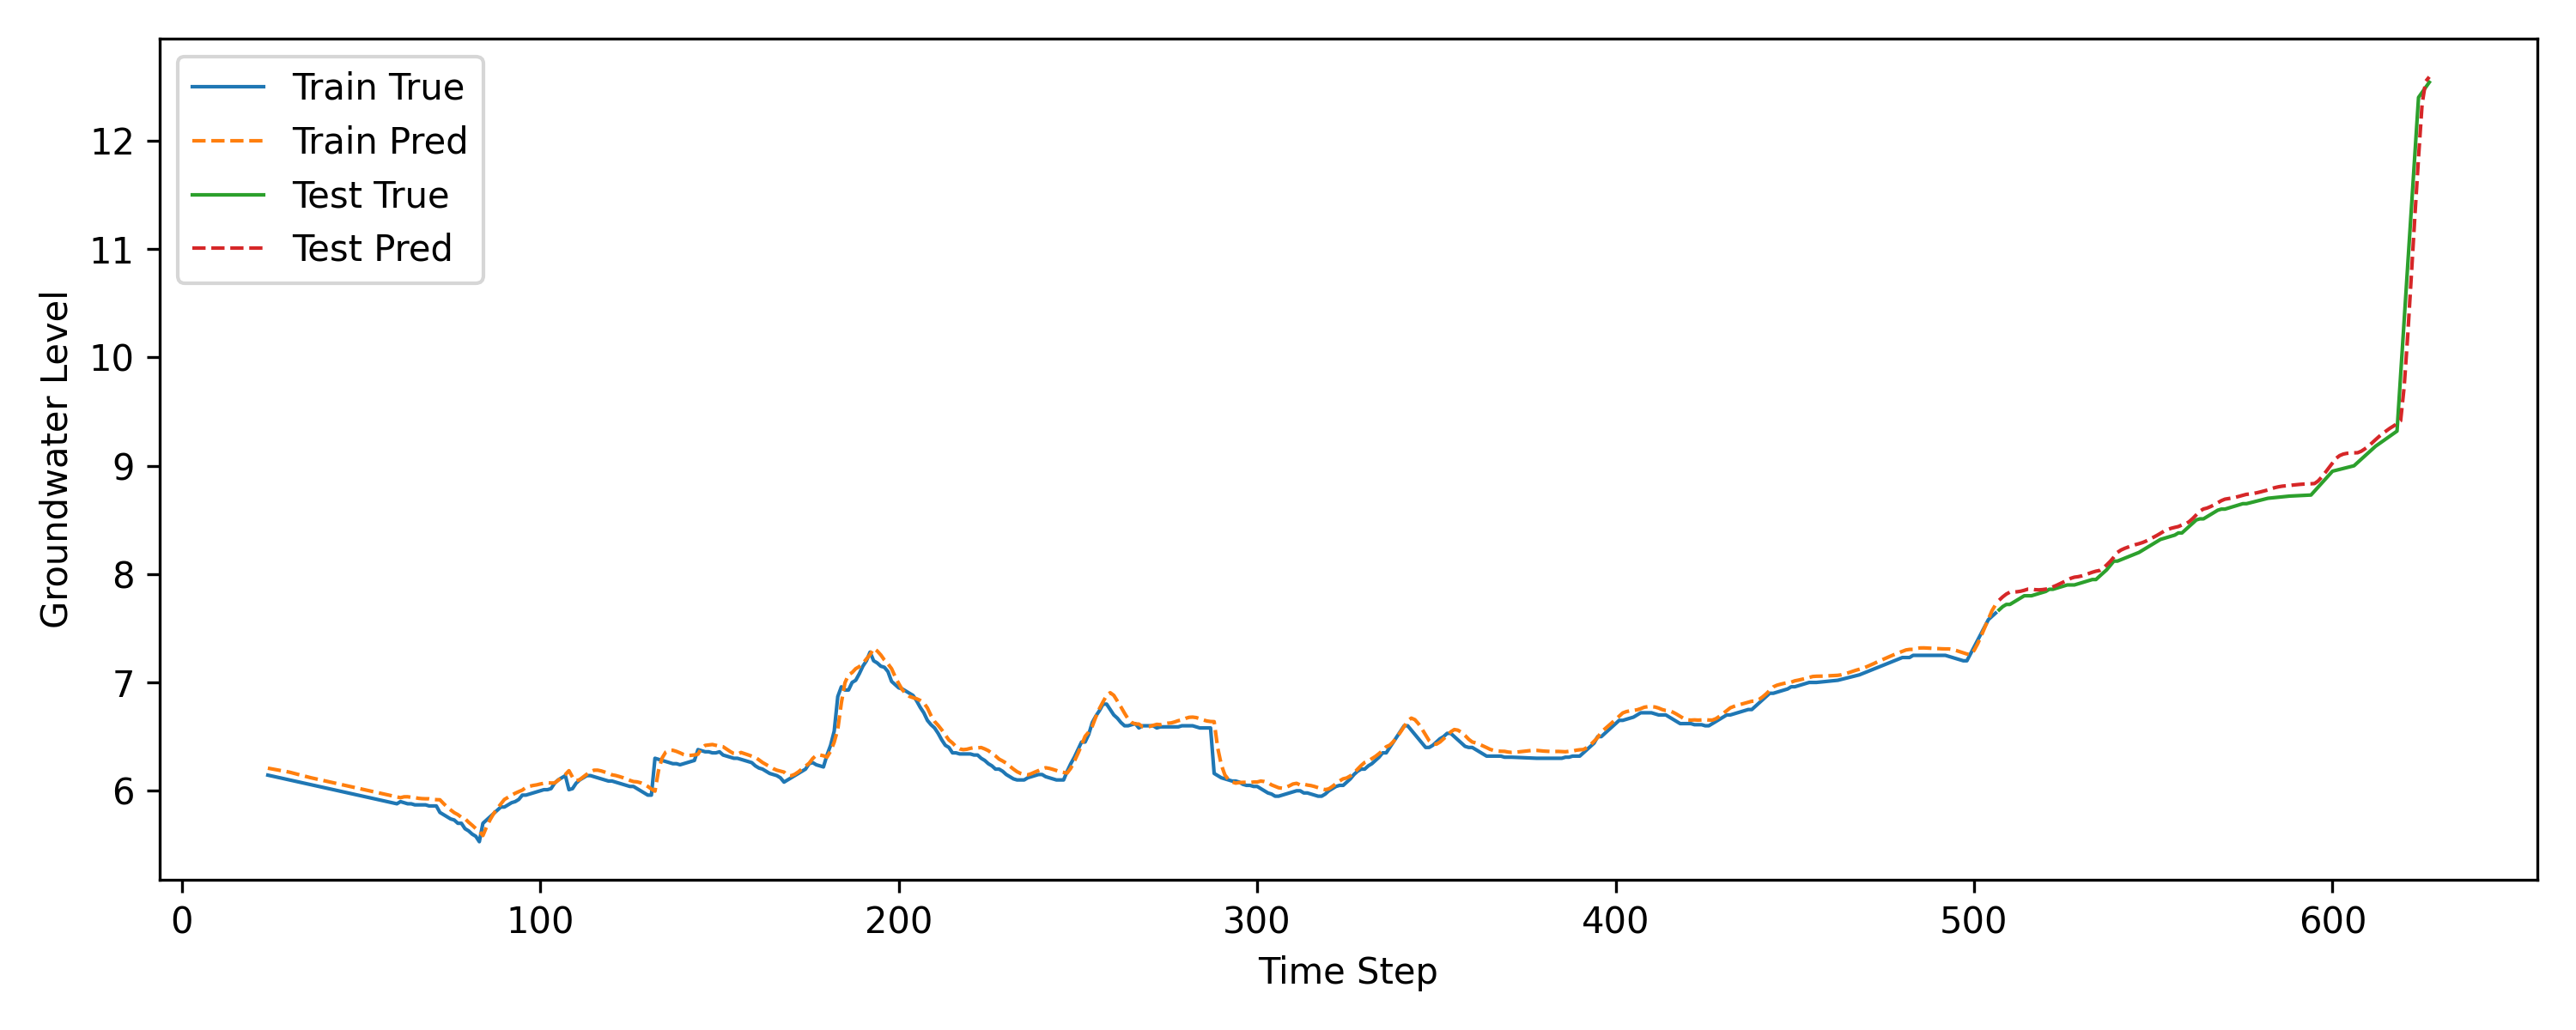 Train True
Train Pred
Test True
Test Pred
12
11
10
9
8
7
6
Groundwater Level
0 100 200 300 400 500 600
Time Step